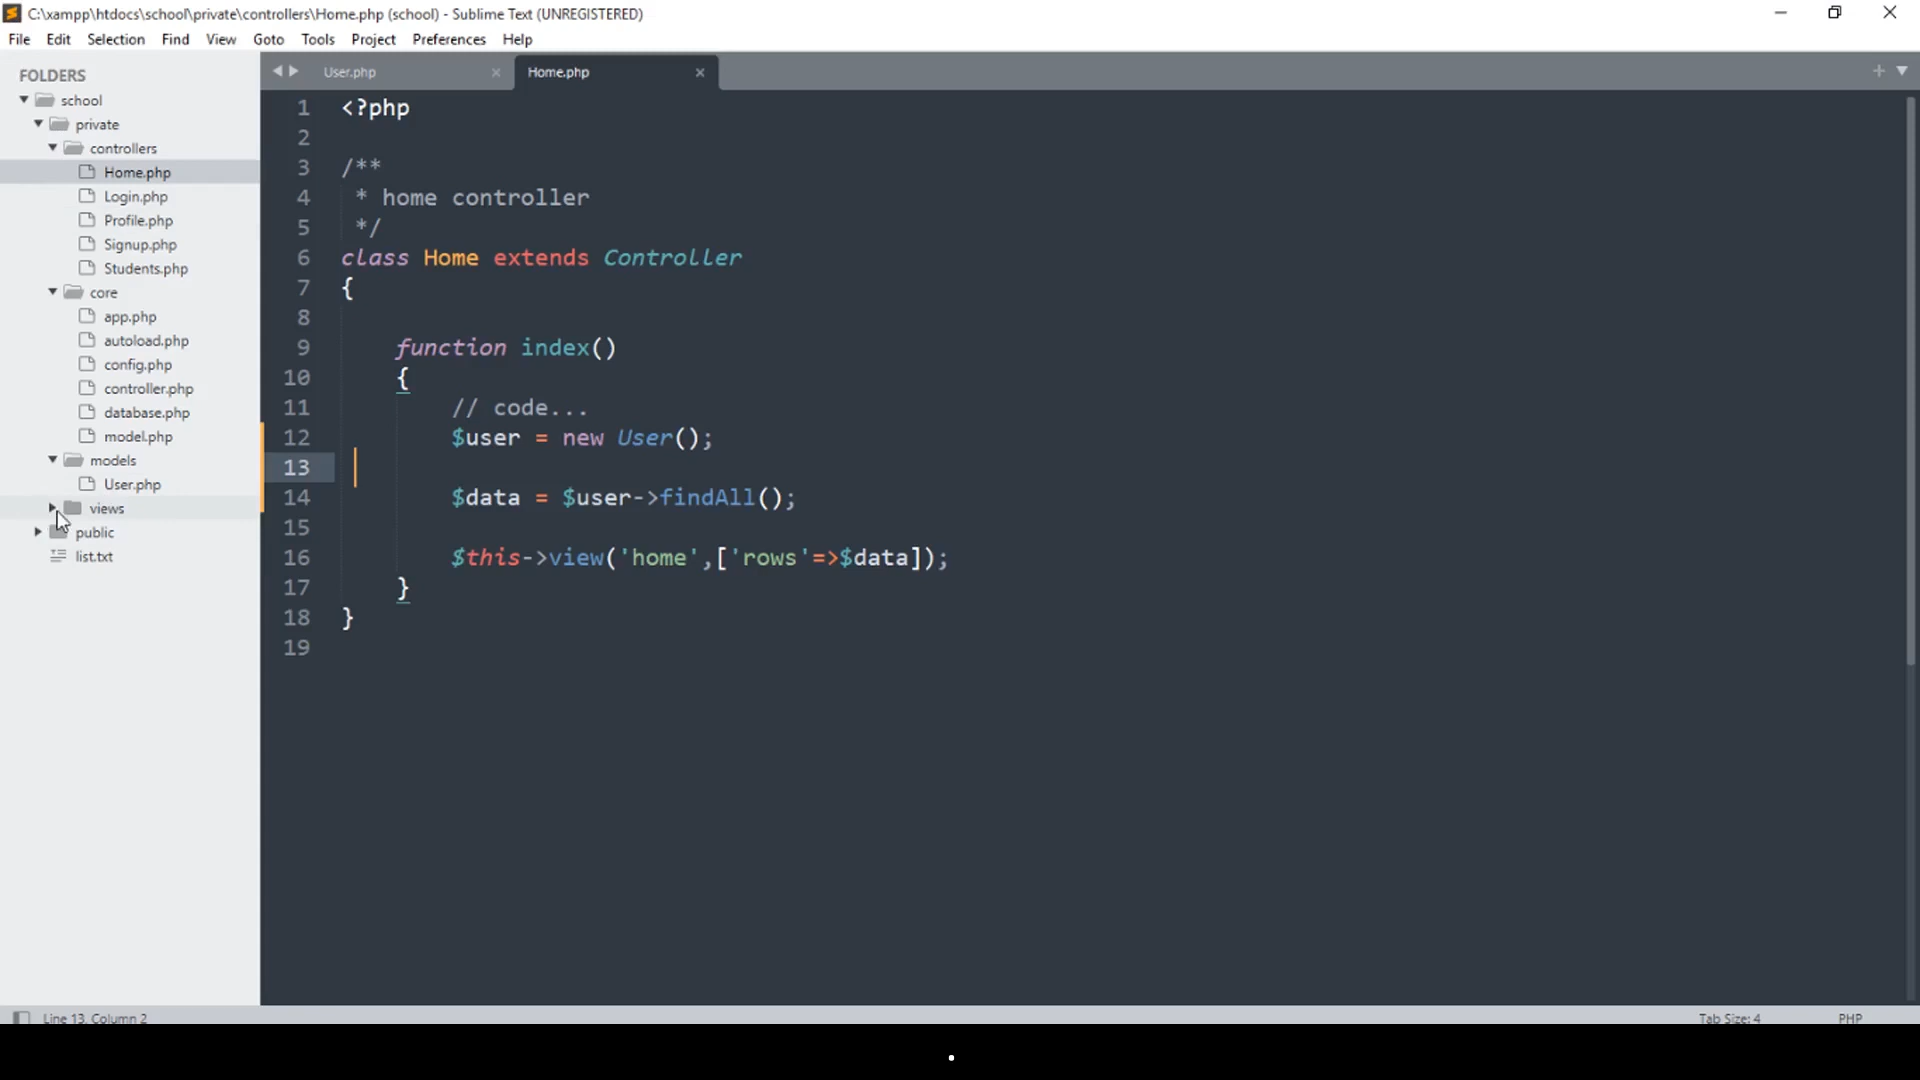 C:\xampp\htdocs\school\private\controllers\Home.php (school) - Sublime Text (UNREGISTERED)
File Edit Selection Find View Goto Tools Project Preferences Help
FOLDERS
school
private
controllers
Home.php
Login.php
Profile.php
Signup.php
Students.php
core
app.php
autoload.php
config.php
controller.php
database.php
model.php
models
User.php
views
public
list.txt
User.php Home.php
1 <?php
2
3 /**
4 * home controller
5 */
6 class Home extends Controller
7 {
8
9 function index()
10 {
11 // code...
12 $user = new User();
13
14 $data = $user->findAll();
15
16 $this->view('home',['rows'=>$data]);
17 }
18 }
19
Line 13, Column 2 Tab Size: 4 PHP